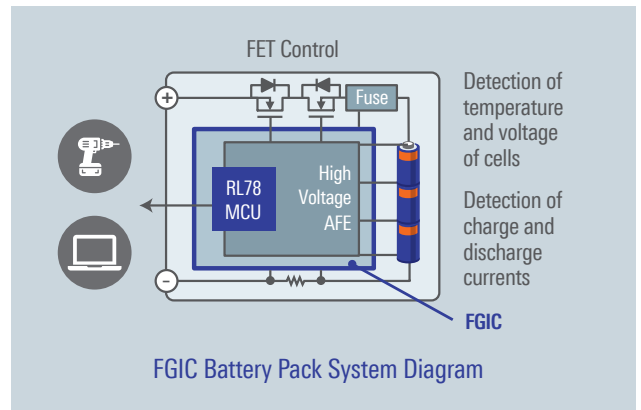 FET Control
+
Fuse
Detection of
temperature
and voltage
of cells
RL78
MCU
High
Voltage
AFE
Detection of
charge and
discharge
currents
-
FGIC
FGIC Battery Pack System Diagram